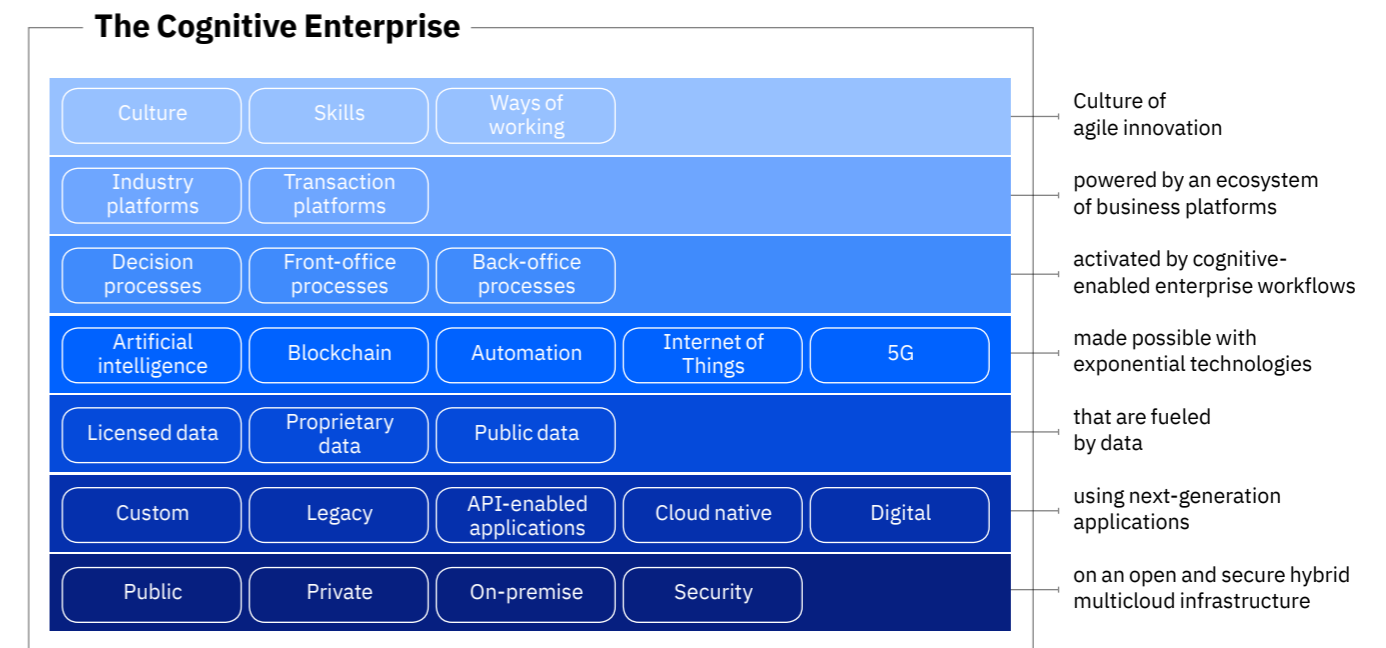 The Cognitive Enterprise
Culture
Skills
Ways of
working
Culture of
agile innovation
Industry
platforms
Transaction
platforms
powered by an ecosystem
of business platforms
Decision
processes
Front-office
processes
Back-office
processes
activated by cognitive-
enabled enterprise workflows
Artificial
intelligence
Blockchain
Automation
Internet of
Things
5G
made possible with
exponential technologies
Licensed data
Proprietary
data
Public data
that are fueled
by data
Custom
Legacy
API-enabled
applications
Cloud native
Digital
using next-generation
applications
Public
Private
On-premise
Security
on an open and secure hybrid
multicloud infrastructure